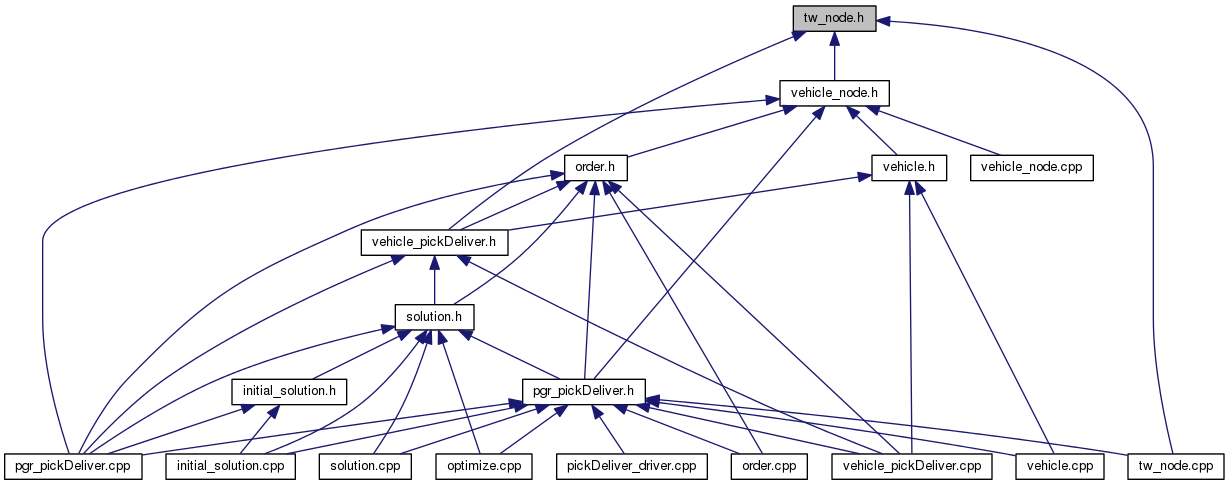 tw_node.h
vehicle_node.h
order.h
vehicle.h
vehicle_node.cpp
vehicle_pickDeliver.h
solution.h
initial_solution.h
pgr_pickDeliver.h
pgr_pickDeliver.cpp
initial_solution.cpp
solution.cpp
optimize.cpp
pickDeliver_driver.cpp
order.cpp
vehicle_pickDeliver.cpp
vehicle.cpp
tw_node.cpp